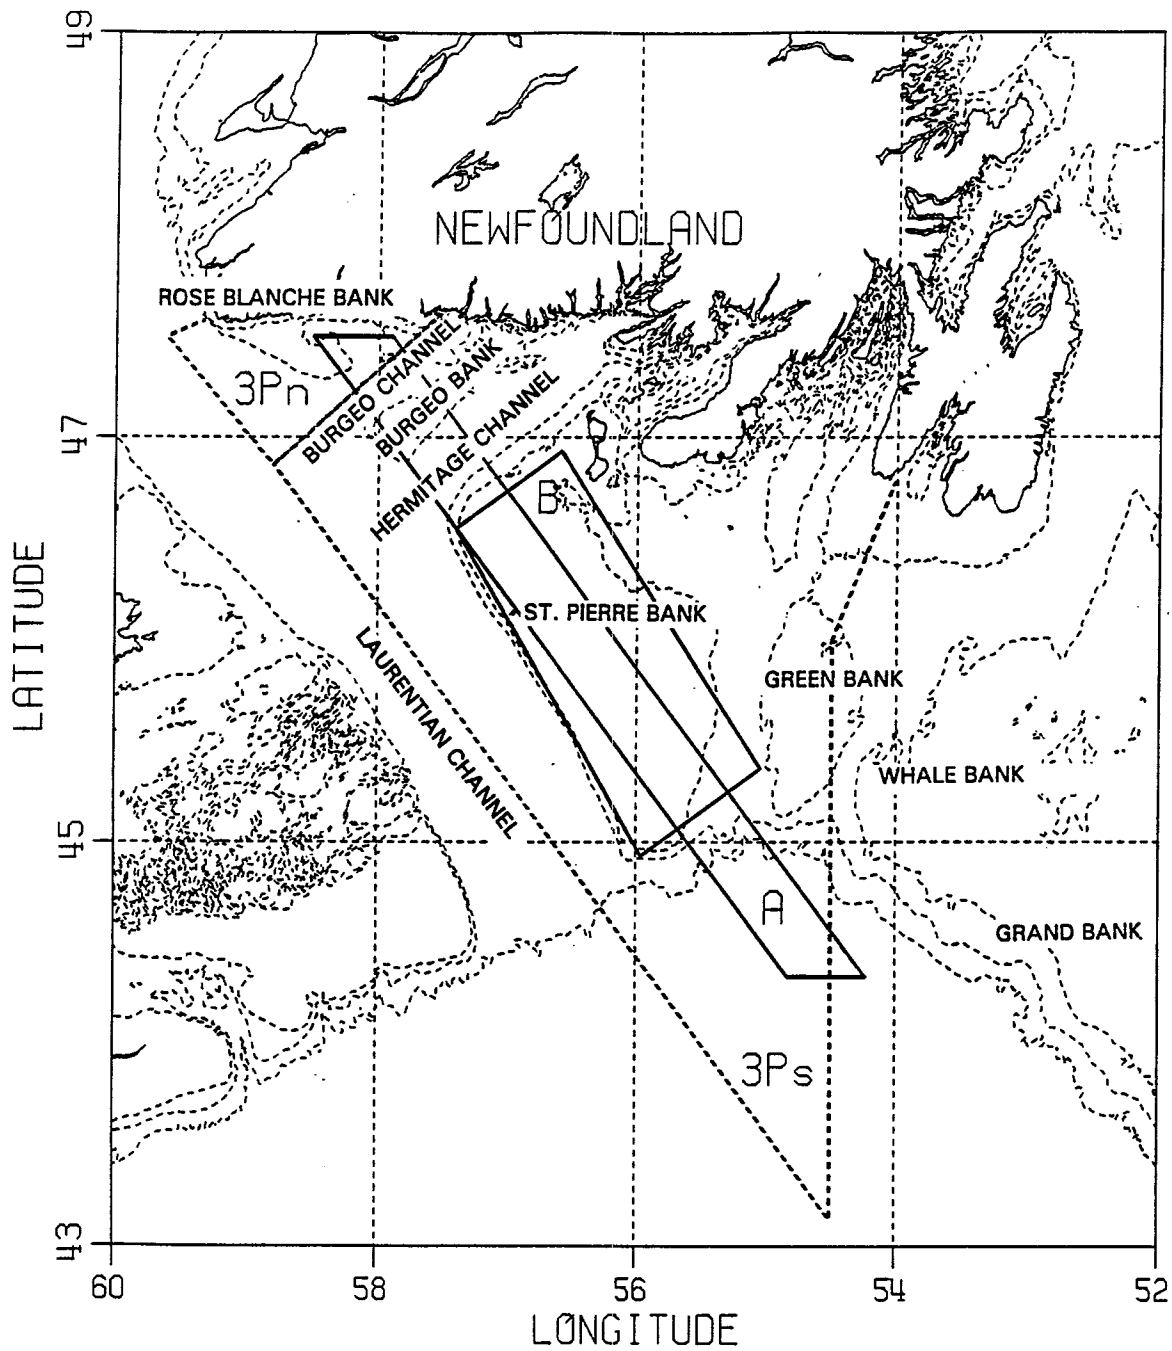 49
NEWFOUNDLAND
ROSE BLANCHE BANK
3Pn
BURGEO CHANNEL
BURGEO BANK
HERMITAGE CHANNEL
47
B
ST. PIERRE BANK
LATITUDE
LAURENTIAN CHANNEL
GREEN BANK
WHALE BANK
45
A
GRAND BANK
3Ps
43
60
58
56
54
52
LONGITUDE